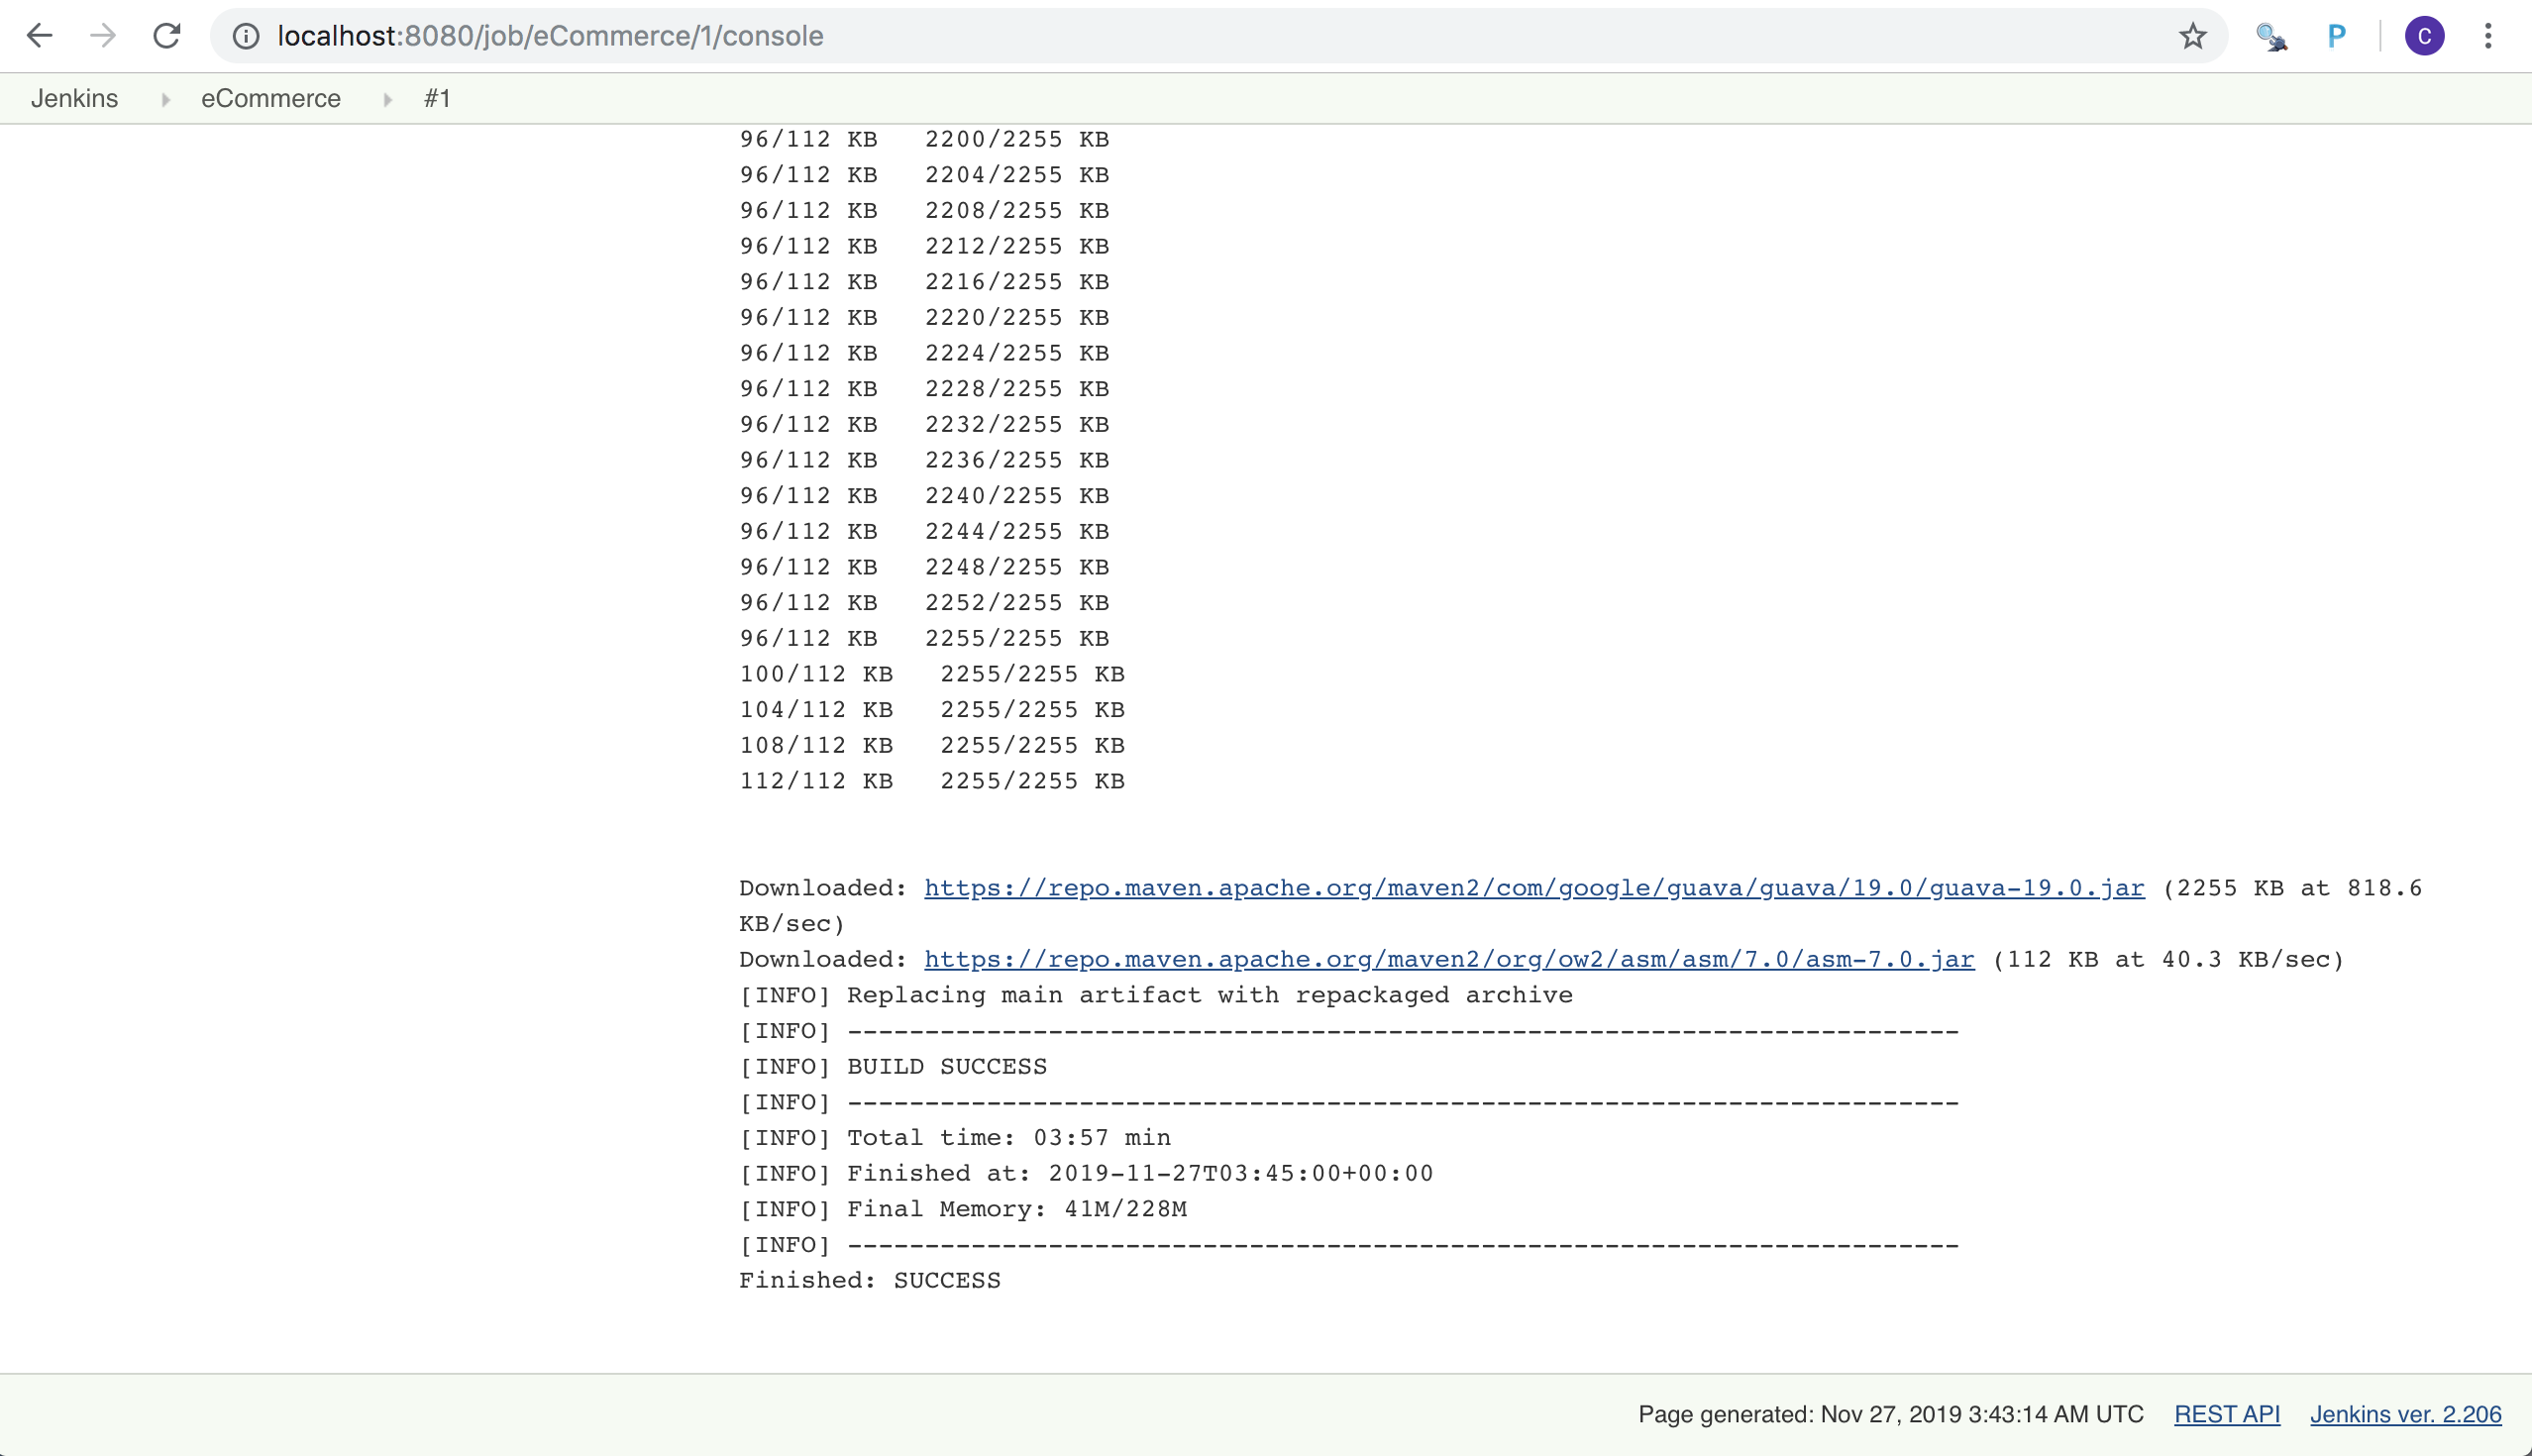 localhost:8080/job/eCommerce/1/console
P
C
Jenkins eCommerce #1
96/112 KB 2200/2255 KB
96/112 KB 2204/2255 KB
96/112 KB 2208/2255 KB
96/112 KB 2212/2255 KB
96/112 KB 2216/2255 KB
96/112 KB 2220/2255 KB
96/112 KB 2224/2255 KB
96/112 KB 2228/2255 KB
96/112 KB 2232/2255 KB
96/112 KB 2236/2255 KB
96/112 KB 2240/2255 KB
96/112 KB 2244/2255 KB
96/112 KB 2248/2255 KB
96/112 KB 2252/2255 KB
96/112 KB 2255/2255 KB
100/112 KB 2255/2255 KB
104/112 KB 2255/2255 KB
108/112 KB 2255/2255 KB
112/112 KB 2255/2255 KB
Downloaded: https://repo.maven.apache.org/maven2/com/google/guava/guava/19.0/guava-19.0.jar (2255 KB at 818.6
KB/sec)
Downloaded: https://repo.maven.apache.org/maven2/org/ow2/asm/asm/7.0/asm-7.0.jar (112 KB at 40.3 KB/sec)
[INFO] Replacing main artifact with repackaged archive
[INFO] ------------------------------------------------------------------------
[INFO] BUILD SUCCESS
[INFO] ------------------------------------------------------------------------
[INFO] Total time: 03:57 min
[INFO] Finished at: 2019-11-27T03:45:00+00:00
[INFO] Final Memory: 41M/228M
[INFO] ------------------------------------------------------------------------
Finished: SUCCESS
Page generated: Nov 27, 2019 3:43:14 AM UTC REST API Jenkins ver. 2.206